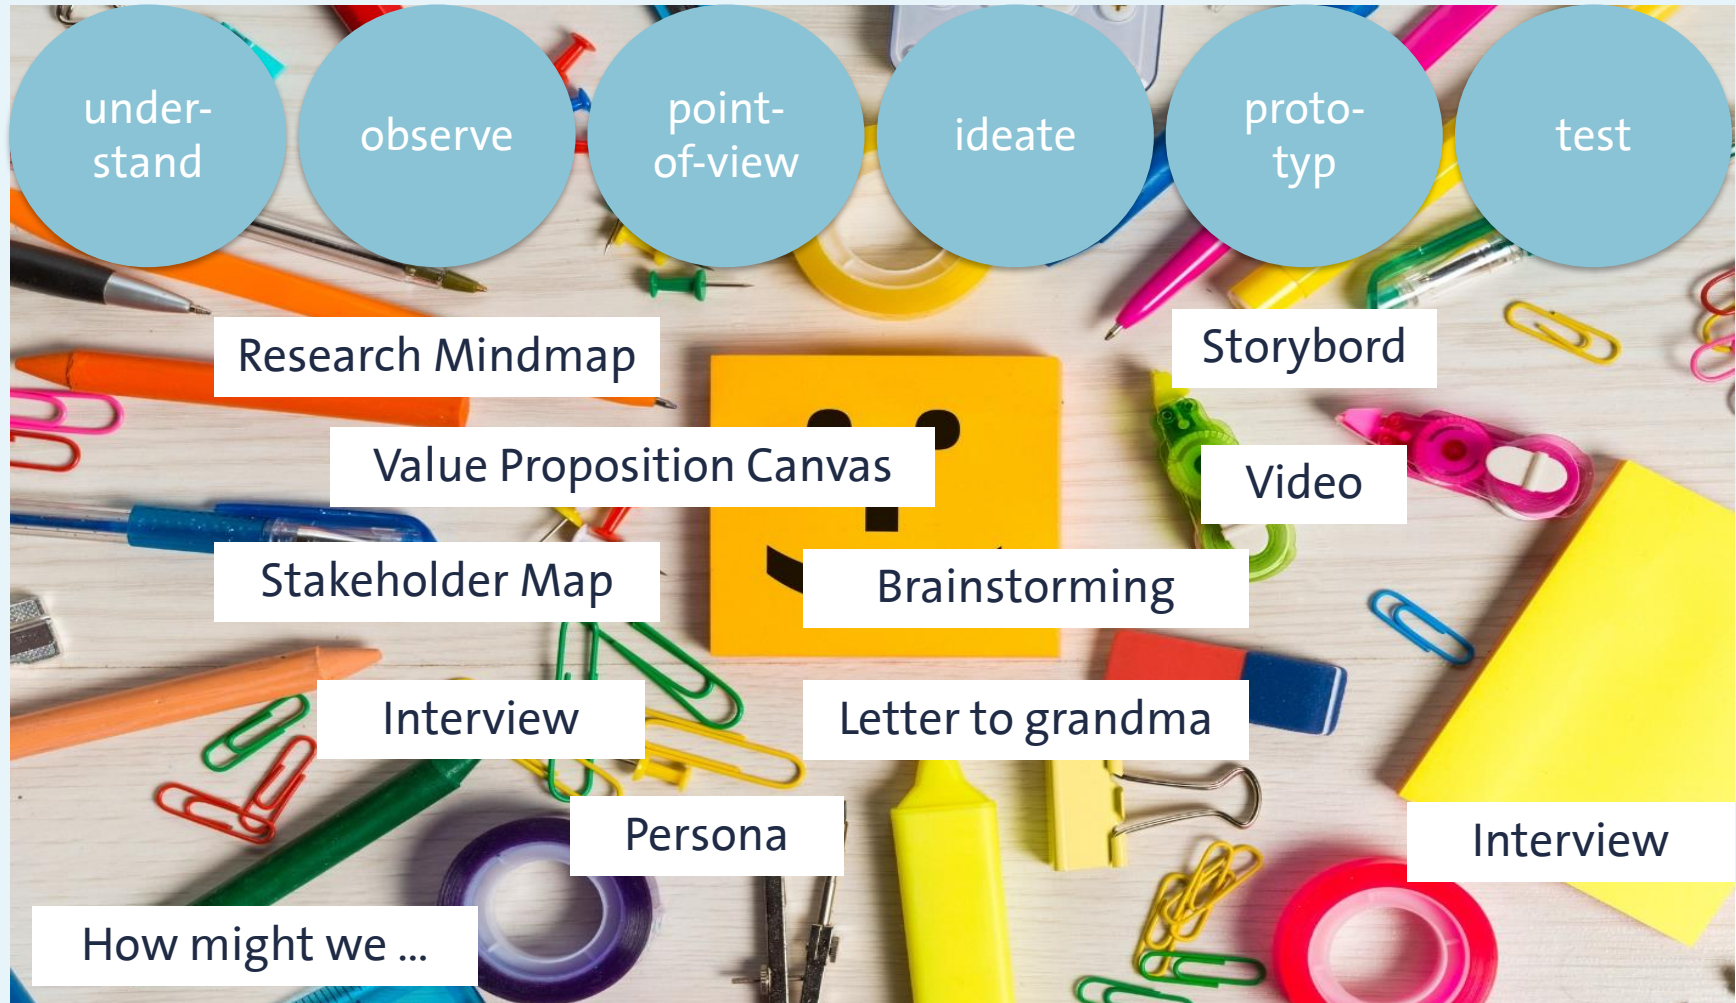 under-
stand
observe
point-
of-view
ideate
proto-
typ
test
Research Mindmap
Storybord
Value Proposition Canvas
Video
Stakeholder Map
Brainstorming
Interview
Letter to grandma
Persona
Interview
How might we ...